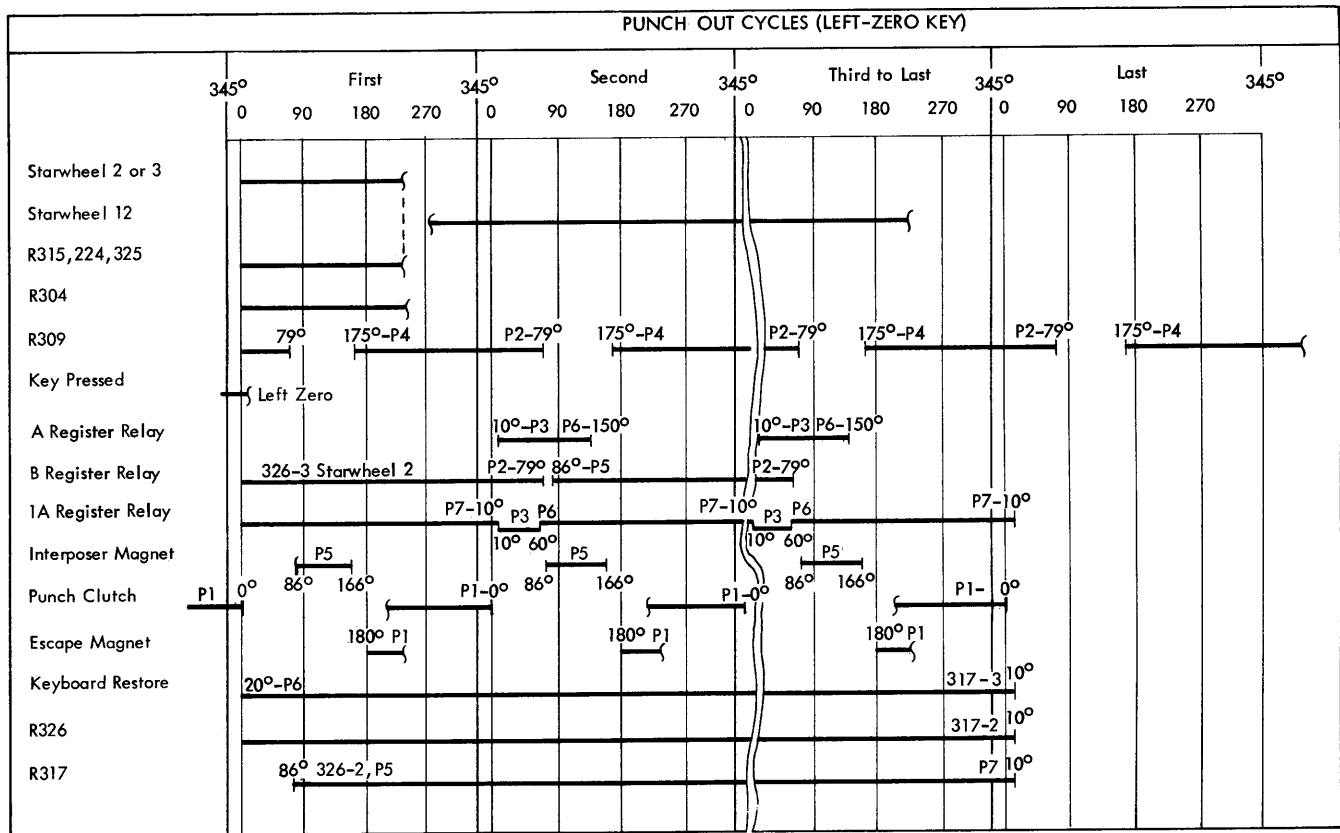 PUNCH OUT CYCLES (LEFT-ZERO KEY)
345° First 345° Second 345° Third to Last 345° Last 345°
0 90 180 270 0 90 180 270 0 90 180 270 0 90 180 270
Starwheel 2 or 3
Starwheel 12
R315,224,325
R304
R309 79° 175°-P4 P2-79° 175°-P4 P2-79° 175°-P4 P2-79° 175°-P4
Key Pressed Left Zero
A Register Relay 10°-P3 P6-150° 10°-P3 P6-150°
B Register Relay 326-3 Starwheel 2 P2-79° 86°-P5 P2-79°
1A Register Relay P7-10° P3 P6 P7-10° P3 P6 P7-10°
10° 60° 10° 60°
Interposer Magnet P5 P5 P5
86° 166° 86° 166° 86° 166°
Punch Clutch P1 0° P1-0° P1-0° P1- 0°
Escape Magnet 180° P1 180° P1 180° P1
Keyboard Restore 20°-P6 317-3 10°
R326 317-2 10°
R317 86° 326-2, P5 P7 10°